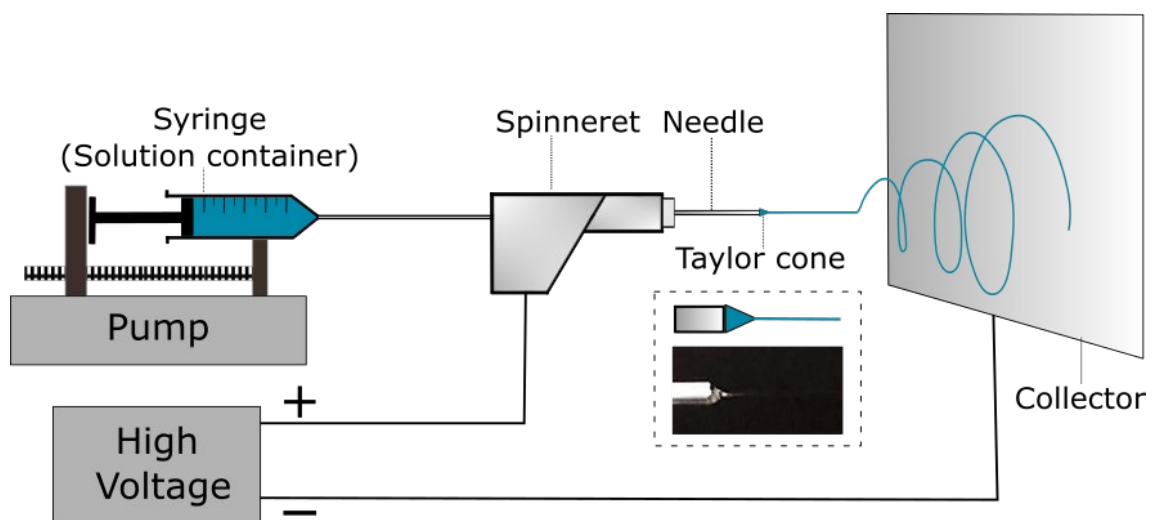 Syringe
(Solution container)
Spinneret
Needle
Taylor cone
Pump
Collector
+
High
Voltage
−